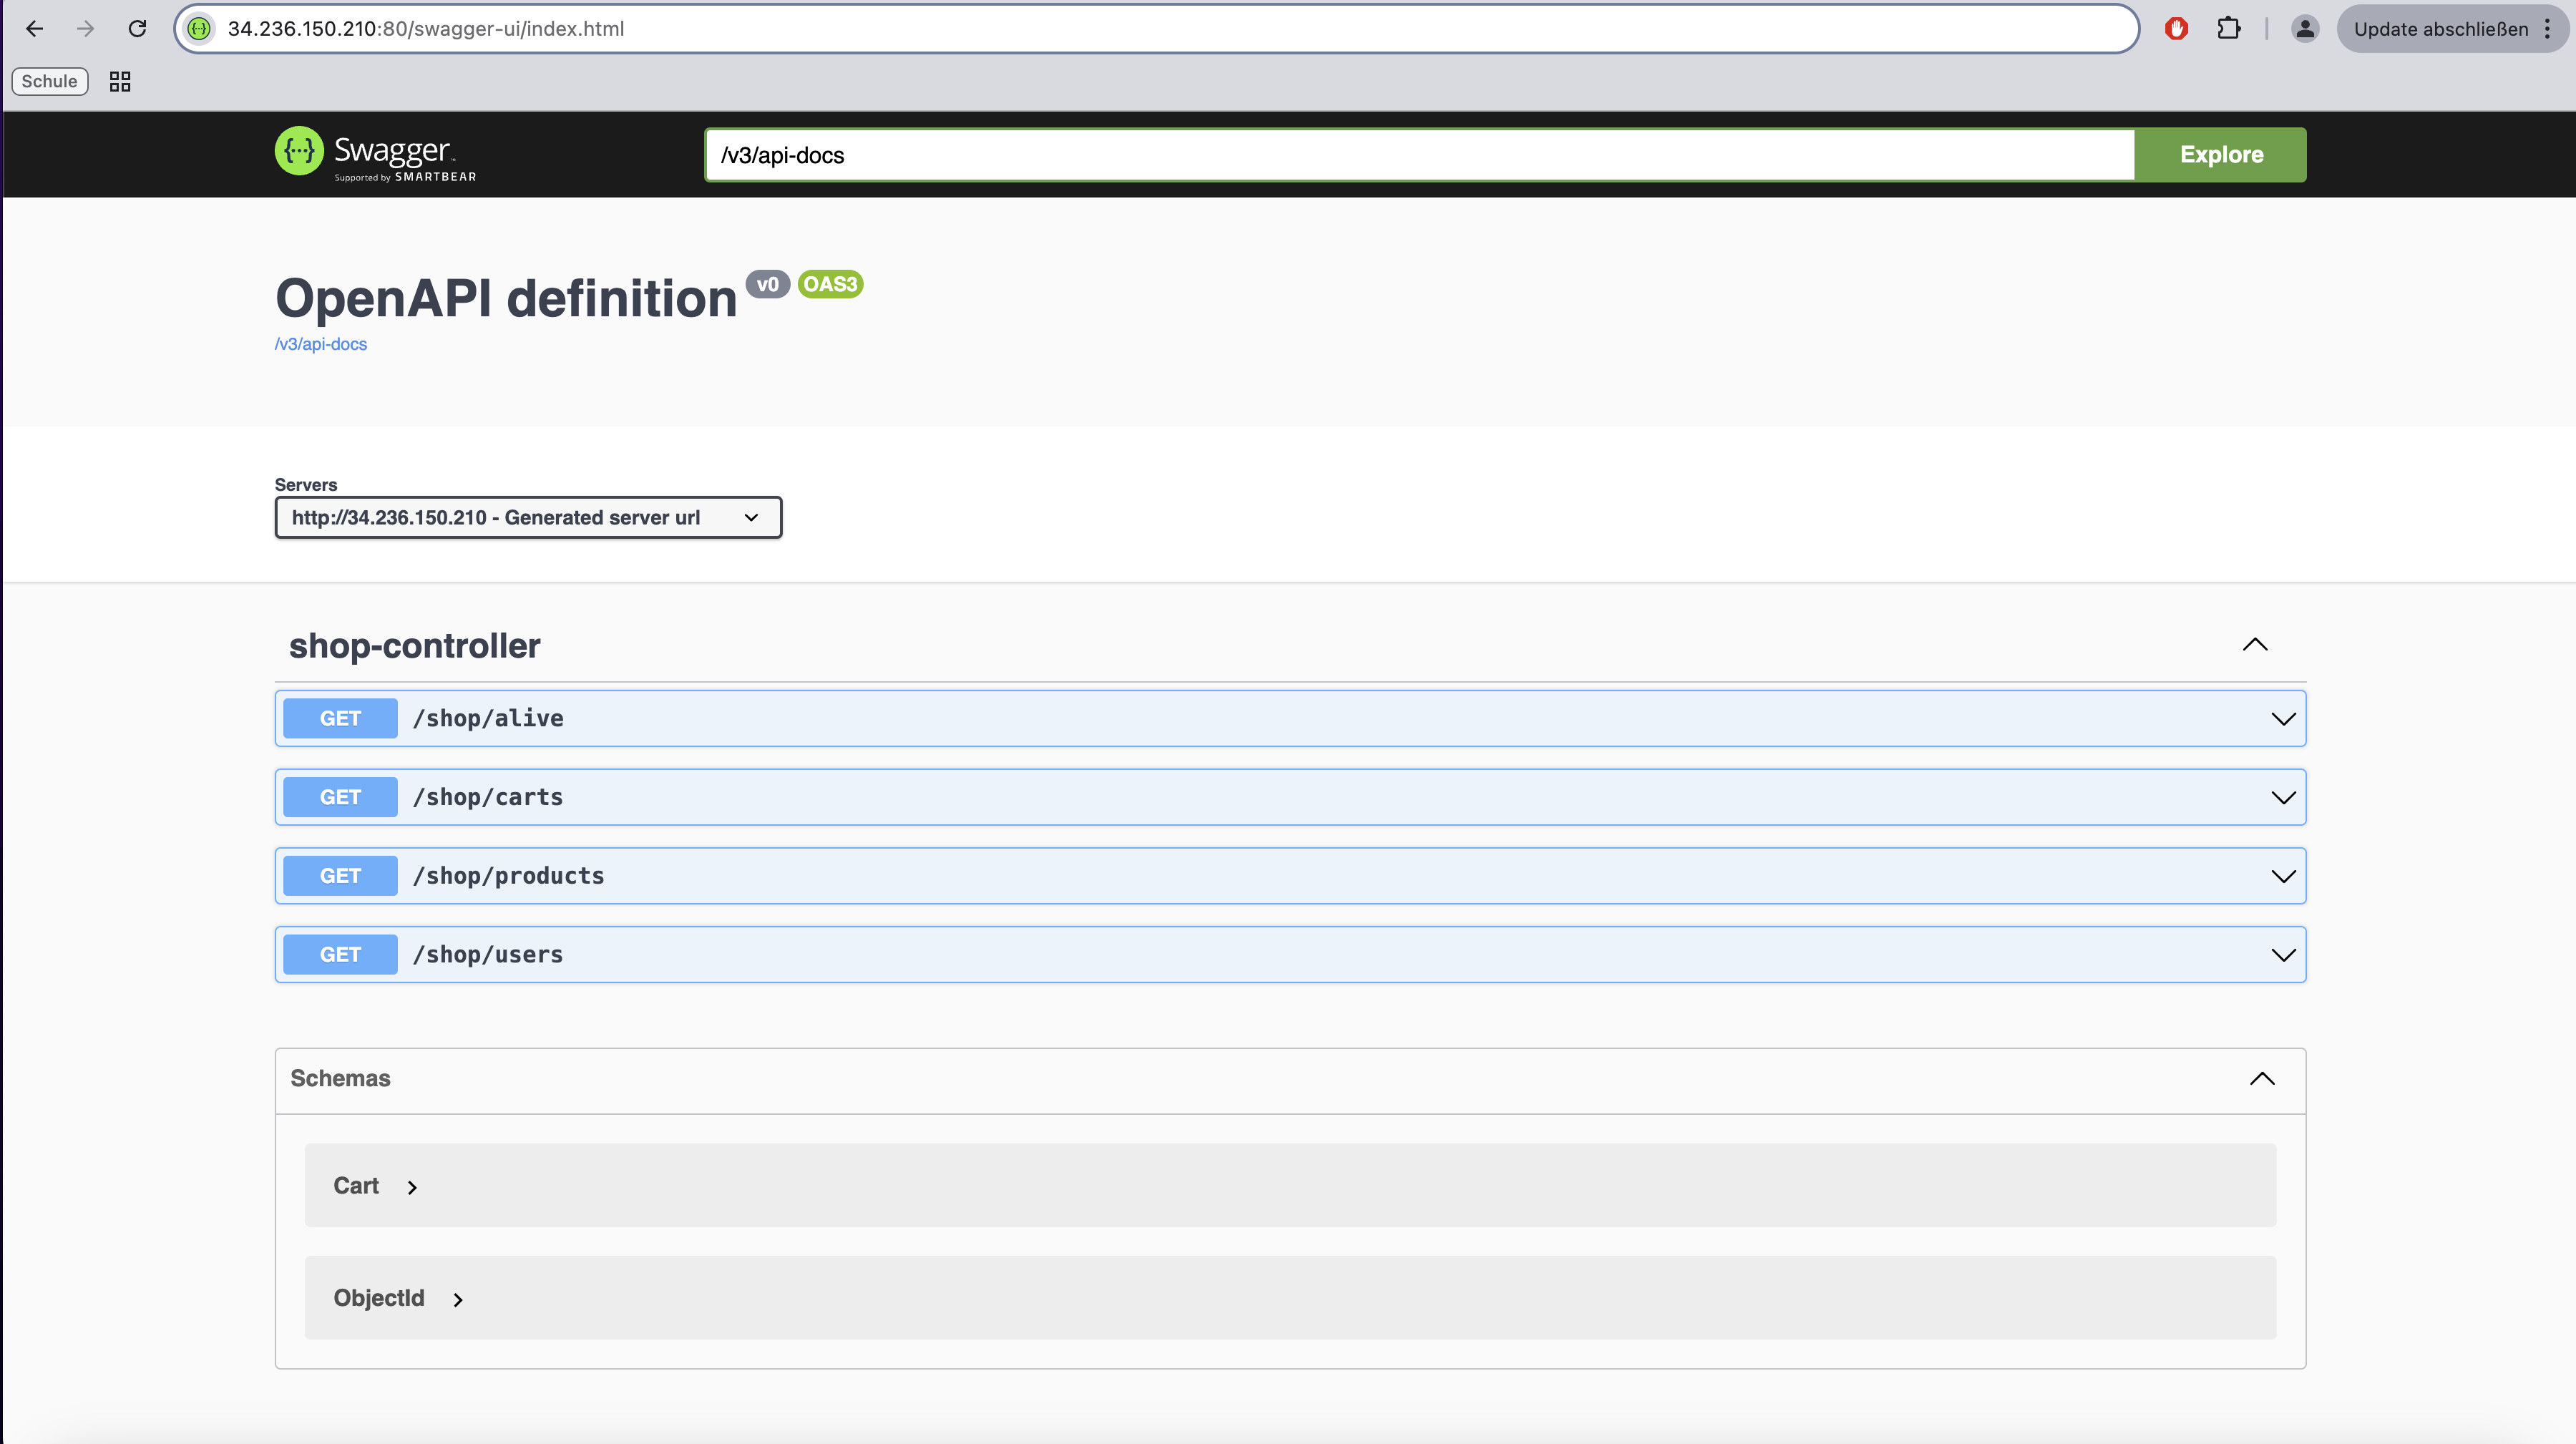 34.236.150.210:80/swagger-ui/index.html
Update abschließen
Schule
Swagger
Supported by SMARTBEAR
/v3/api-docs
Explore
OpenAPI definition v0 OAS3
/v3/api-docs
Servers
http://34.236.150.210 - Generated server url
shop-controller
GET /shop/alive
GET /shop/carts
GET /shop/products
GET /shop/users
Schemas
Cart
ObjectId